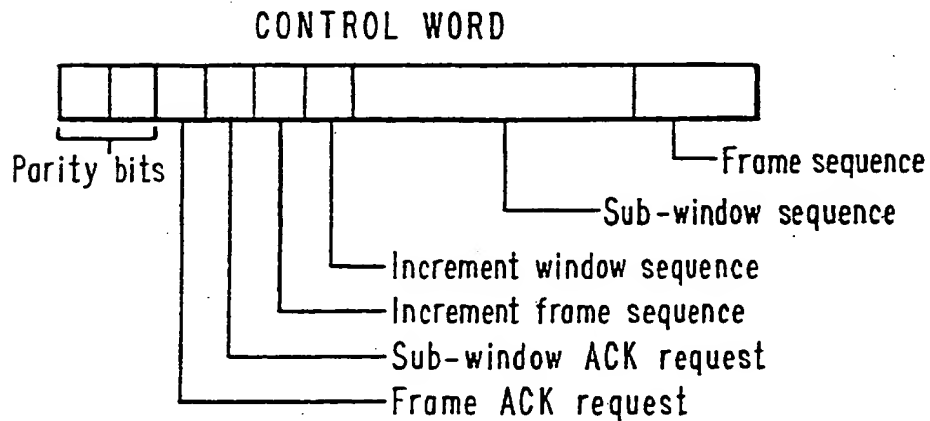 CONTROL WORD
Parity bits
Frame sequence
Sub-window sequence
Increment window sequence
Increment frame sequence
Sub-window ACK request
Frame ACK request